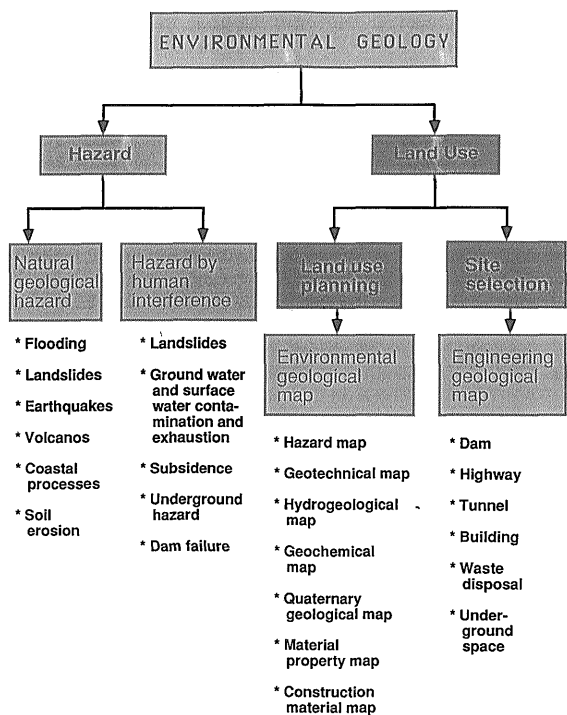 ENVIRONMENTAL GEOLOGY
Hazard
Land Use
Natural
geological
hazard
Hazard by
human
interference
Land use
planning
Site
selection
* Flooding
* Landslides
* Earthquakes
* Volcanos
* Coastal
processes
* Soil
erosion
* Landslides
* Ground water
and surface
water conta-
mination and
exhaustion
* Subsidence
* Underground
hazard
* Dam failure
Environmental
geological
map
* Hazard map
* Geotechnical map
* Hydrogeological
map
* Geochemical
map
* Quaternary
geological map
* Material
property map
* Construction
material map
Engineering
geological
map
* Dam
* Highway
* Tunnel
* Building
* Waste
disposal
* Under-
ground
space